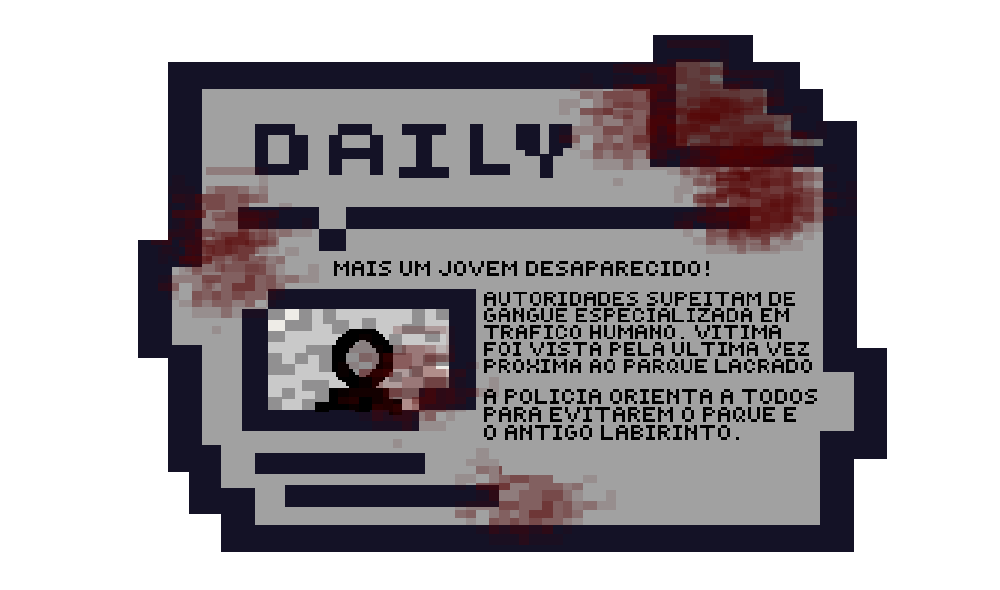 DAILY
MAIS UM JOVEM DESAPARECIDO!
AUTORIDADES SUPEITAM DE
GANGUE ESPECIALIZADA EM
TRAFICO HUMANO. VITIMA
FOI VISTA PELA ULTIMA VEZ
PROXIMA AO PARQUE LACRADO
A POLICIA ORIENTA A TODOS
PARA EVITAREM O PAQUE E
O ANTIGO LABIRINTO.